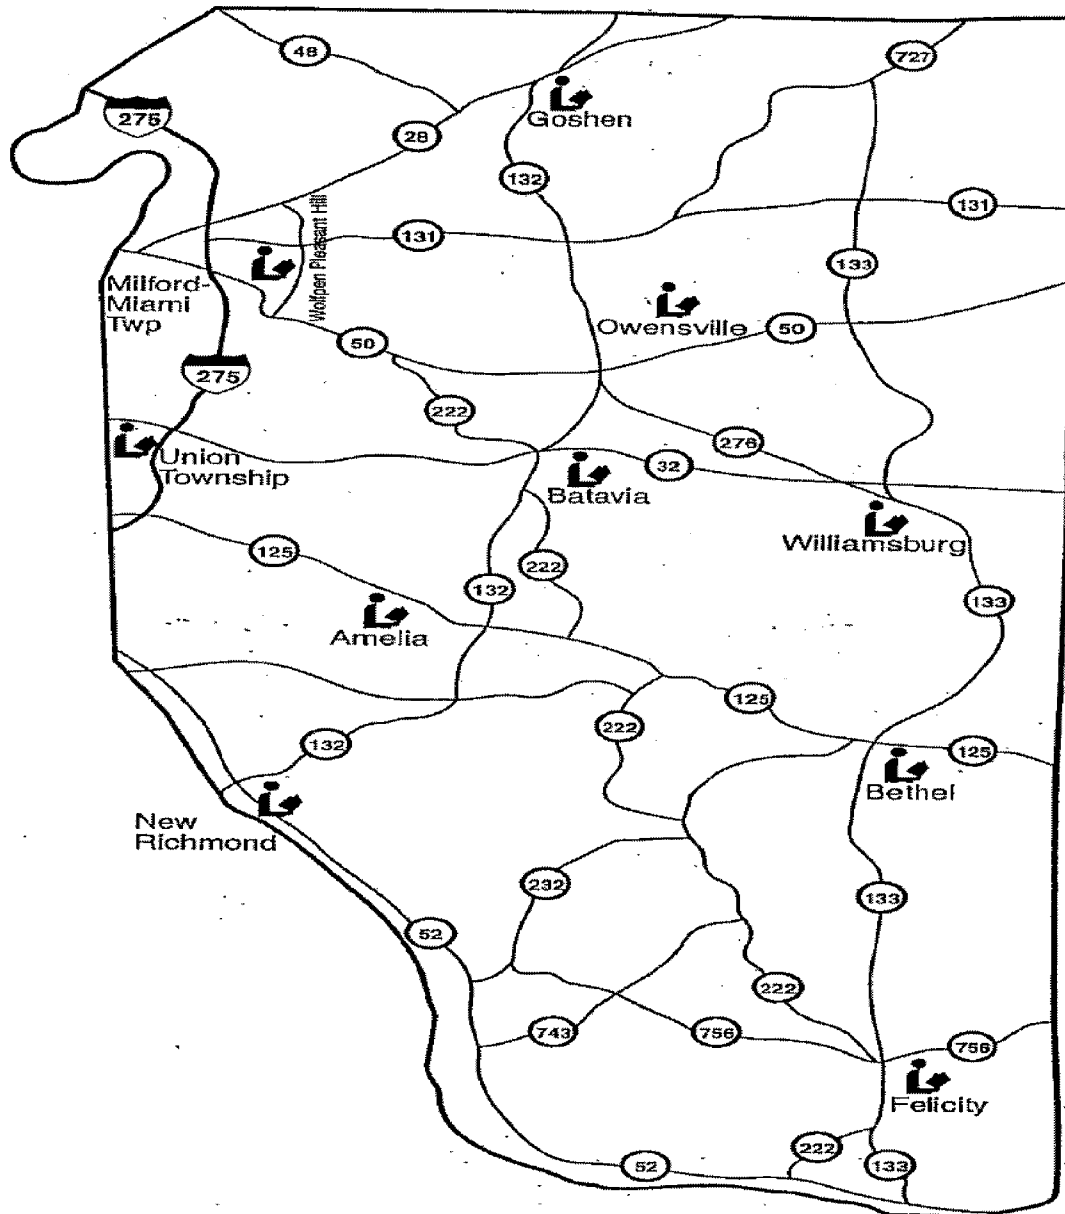 48
727
275
Goshen
28
132
131
131
Wolfpen Pleasant Hill
133
Milford-
Miami
Twp
Owensville
50
50
275
222
276
Union
Township
32
Batavia
Williamsburg
125
222
132
133
Amelia
125
222
132
125
Bethel
New
Richmond
232
133
52
222
743
756
756
Felicity
222
52
133